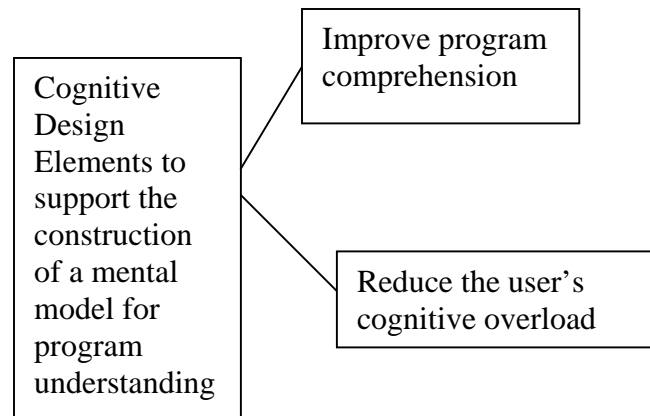 Cognitive
Design
Elements to
support the
construction
of a mental
model for
program
understanding
Improve program
comprehension
Reduce the user's
cognitive overload